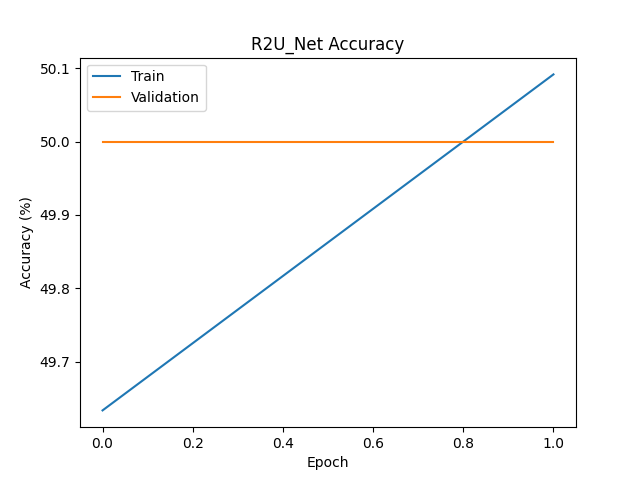 R2U_Net Accuracy
Train
Validation
50.1
50.0
49.9
49.8
49.7
Accuracy (%)
0.0 0.2 0.4 0.6 0.8 1.0
Epoch